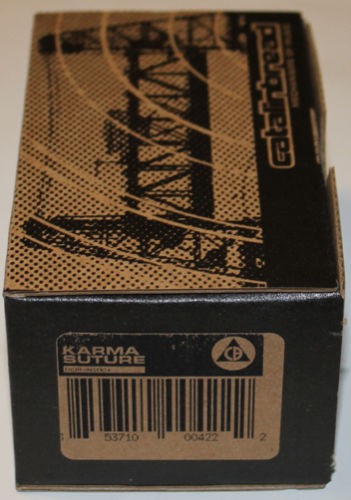 catalinbread
KARMA
SUTURE
CB
53710 00422 2